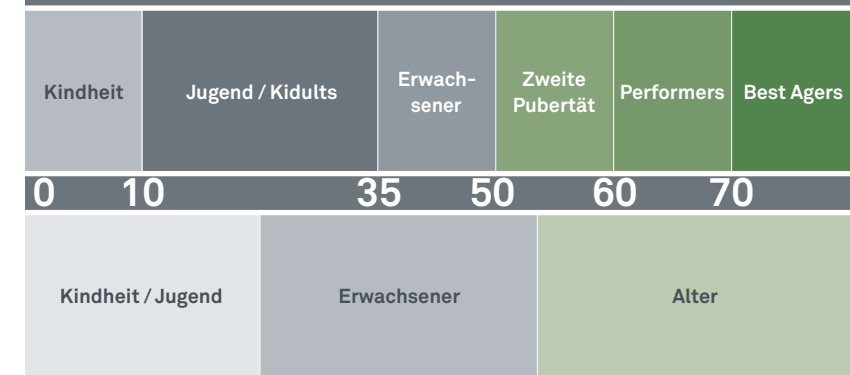 Kindheit
Jugend / Kidults
Erwach-
sener
Zweite
Pubertät
Performers
Best Agers
0 10 35 50 60 70
Kindheit / Jugend
Erwachsener
Alter